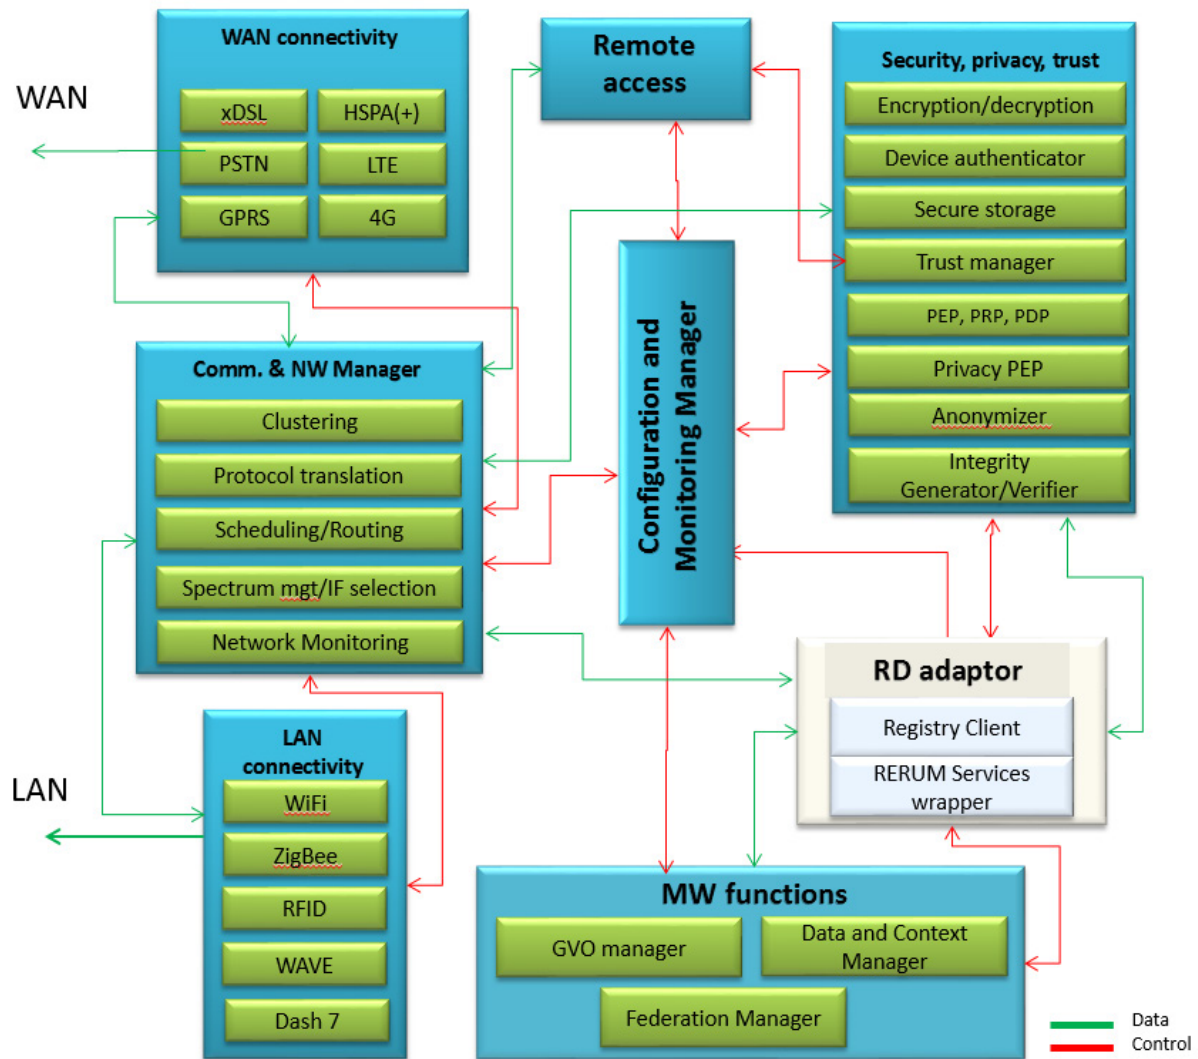 WAN connectivity
WAN
xDSL
HSPA(+)
PSTN
LTE
GPRS
4G
Remote
access
Security, privacy, trust
Encryption/decryption
Device authenticator
Secure storage
Trust manager
PEP, PRP, PDP
Privacy PEP
Anonymizer
Integrity
Generator/Verifier
Configuration and
Monitoring Manager
Comm. & NW Manager
Clustering
Protocol translation
Scheduling/Routing
Spectrum mgt/IF selection
Network Monitoring
RD adaptor
Registry Client
RERUM Services
wrapper
LAN
connectivity
LAN
WiFi
ZigBee
RFID
WAVE
Dash 7
MW functions
GVO manager
Data and Context
Manager
Federation Manager
Data
Control